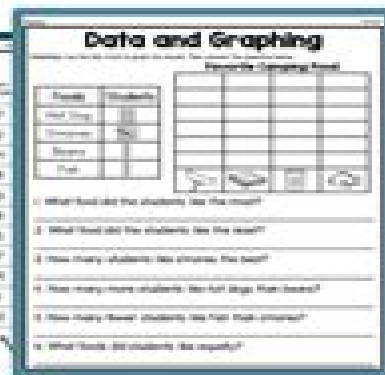 Data and Graphing
Favorite Camping Food
Foods Students
Hot Dog
S'mores
Beans
Fish
1. What food did the students like the most?
2. What food did the students like the least?
3. How many students like s'mores the best?
4. How many more students like hot dogs than beans?
5. How many fewer students like fish than s'mores?
6. What foods did students like equally?